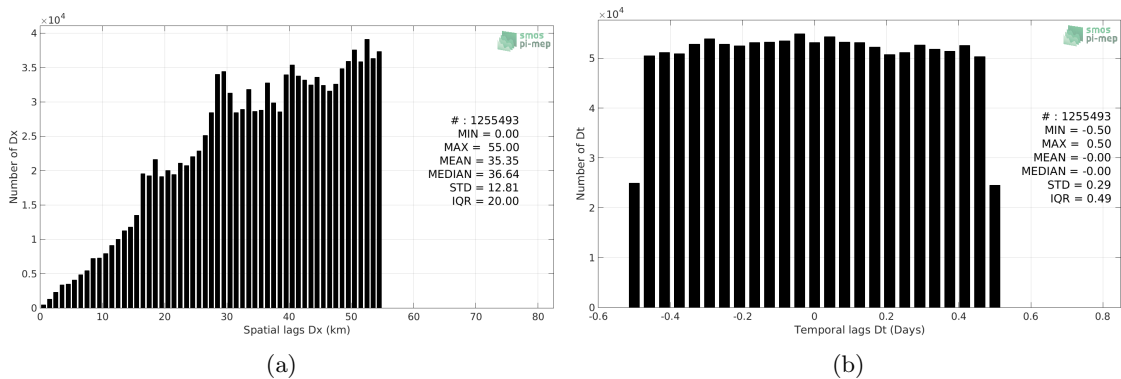 ×10⁴
4
3.5
3
2.5
2
1.5
1
0.5
0
0 10 20 30 40 50 60 70 80
Number of Dx
Spatial lags Dx (km)
smos
pi-mep
# : 1255493
MIN = 0.00
MAX = 55.00
MEAN = 35.35
MEDIAN = 36.64
STD = 12.81
IQR = 20.00
(a)
×10⁴
5
4
3
2
1
0
-0.6 -0.4 -0.2 0 0.2 0.4 0.6 0.8
Number of Dt
Temporal lags Dt (Days)
smos
pi-mep
# : 1255493
MIN = -0.50
MAX = 0.50
MEAN = -0.00
MEDIAN = -0.00
STD = 0.29
IQR = 0.49
(b)